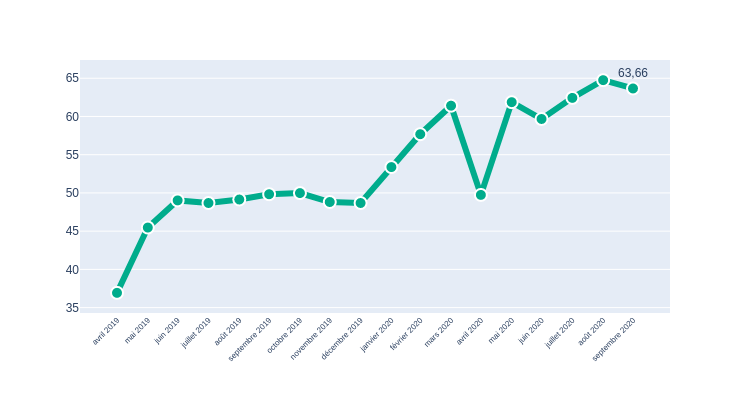 63,66
65
60
55
50
45
40
35
avril 2019
mai 2019
juin 2019
juillet 2019
août 2019
septembre 2019
octobre 2019
novembre 2019
décembre 2019
janvier 2020
février 2020
mars 2020
avril 2020
mai 2020
juin 2020
juillet 2020
août 2020
septembre 2020